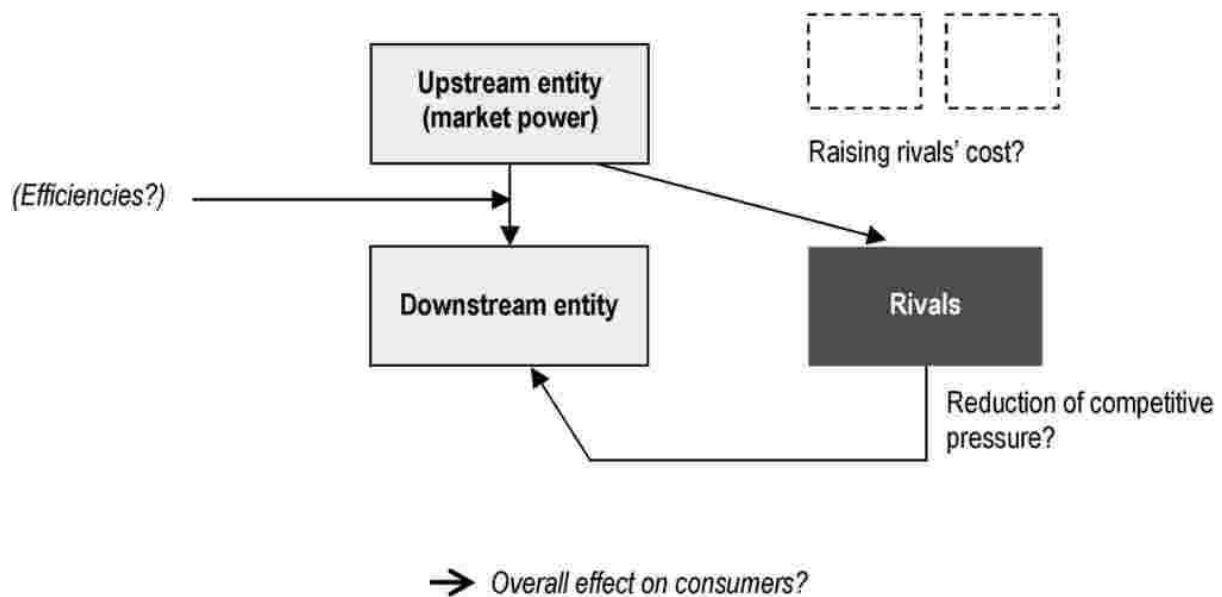 Upstream entity
(market power)
Raising rivals' cost?
(Efficiencies?)
Downstream entity
Rivals
Reduction of competitive
pressure?
Overall effect on consumers?